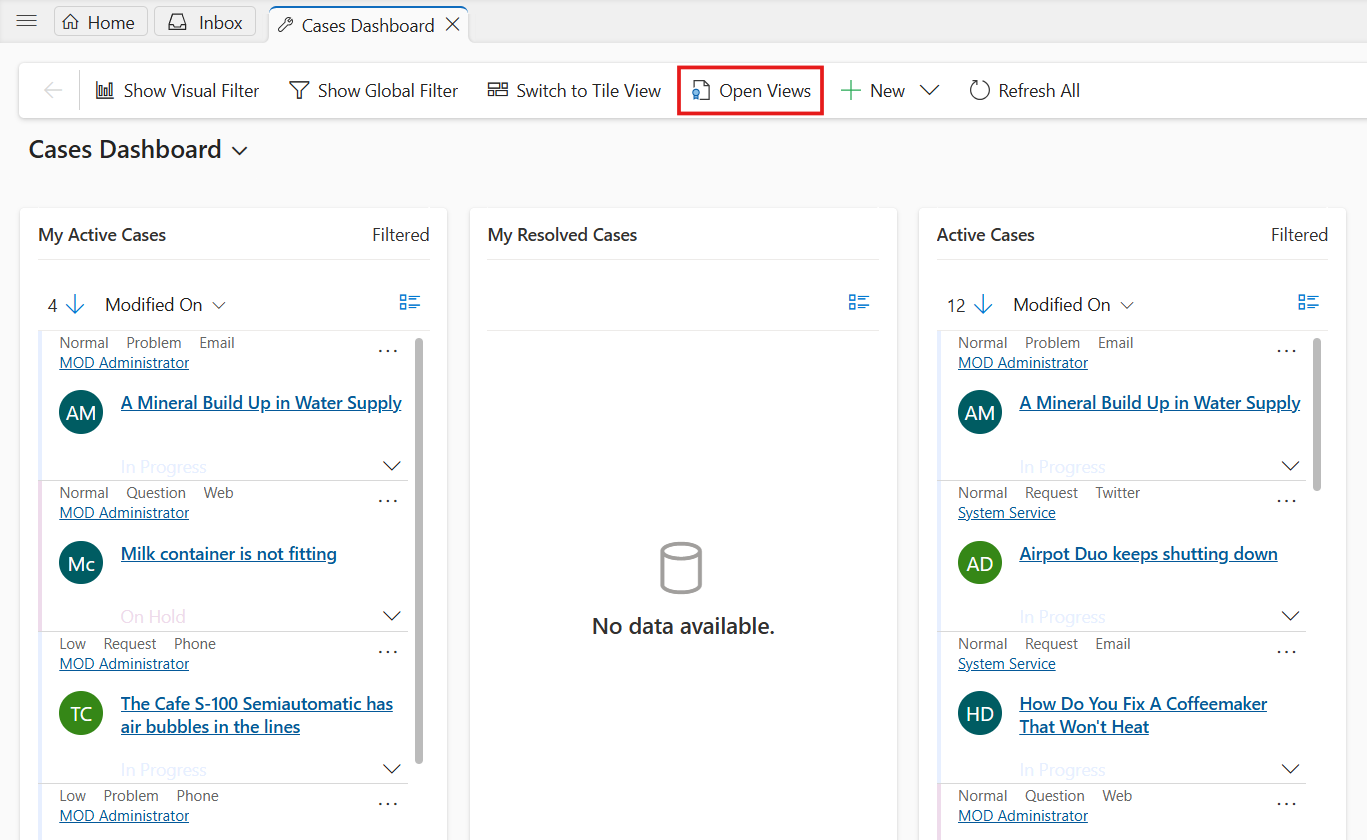 Home Inbox Cases Dashboard
Show Visual Filter Show Global Filter Switch to Tile View Open Views New Refresh All
Cases Dashboard
My Active Cases Filtered
4 Modified On
Normal Problem Email
MOD Administrator
AM A Mineral Build Up in Water Supply
In Progress
Normal Question Web
MOD Administrator
Mc Milk container is not fitting
On Hold
Low Request Phone
MOD Administrator
TC The Cafe S-100 Semiautomatic has
air bubbles in the lines
In Progress
Low Problem Phone
MOD Administrator
My Resolved Cases
No data available.
Active Cases Filtered
12 Modified On
Normal Problem Email
MOD Administrator
AM A Mineral Build Up in Water Supply
In Progress
Normal Request Twitter
System Service
AD Airpot Duo keeps shutting down
In Progress
Normal Request Email
System Service
HD How Do You Fix A Coffeemaker
That Won't Heat
In Progress
Normal Question Web
MOD Administrator